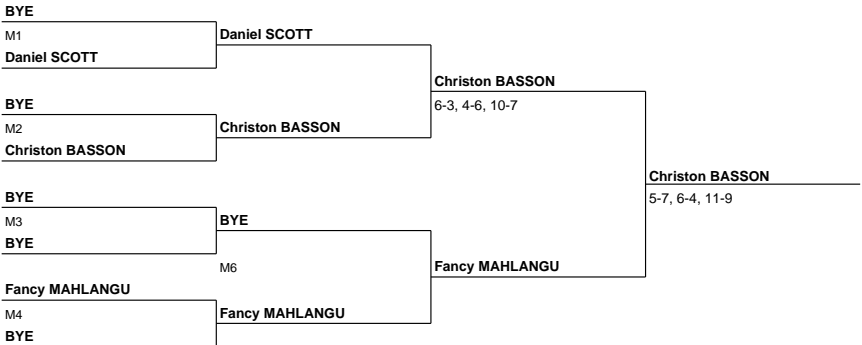 BYE
M1
Daniel SCOTT
Daniel SCOTT
Christon BASSON
6-3, 4-6, 10-7
BYE
M2
Christon BASSON
Christon BASSON
Christon BASSON
5-7, 6-4, 11-9
BYE
M3
BYE
BYE
M6
Fancy MAHLANGU
Fancy MAHLANGU
M4
Fancy MAHLANGU
BYE